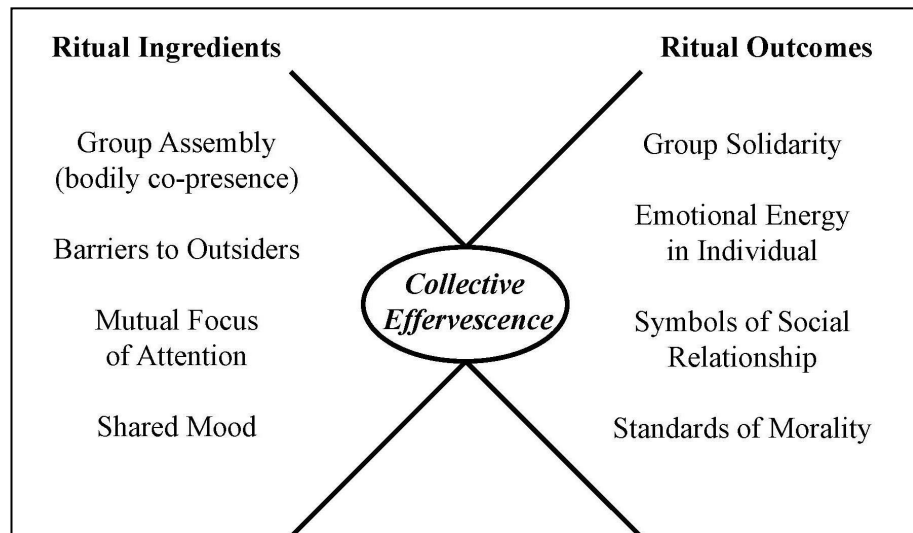 Ritual Ingredients
Group Assembly
(bodily co-presence)
Barriers to Outsiders
Mutual Focus
of Attention
Shared Mood
Collective
Effervescence
Ritual Outcomes
Group Solidarity
Emotional Energy
in Individual
Symbols of Social
Relationship
Standards of Morality